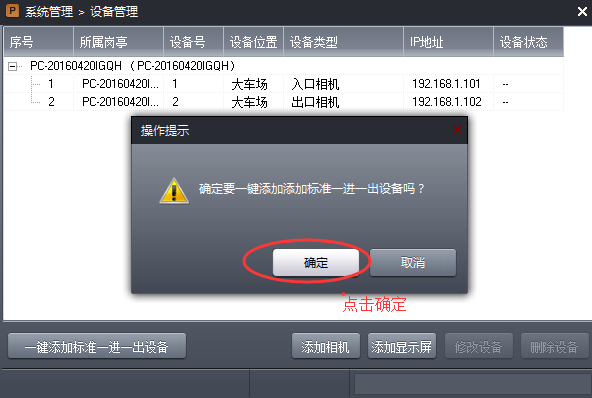 P 系统管理 > 设备管理
序号 所属岗亭 设备号 设备位置 设备类型 IP地址 设备状态
PC-20160420IGQH (PC-20160420IGQH)
1 PC-20160420I... 1 大车场 入口相机 192.168.1.101 --
2 PC-20160420I... 2 大车场 出口相机 192.168.1.102 --
操作提示
确定要一键添加添加标准一进一出设备吗？
确定 取消
点击确定
一键添加标准一进一出设备 添加相机 添加显示屏 修改设备 删除设备